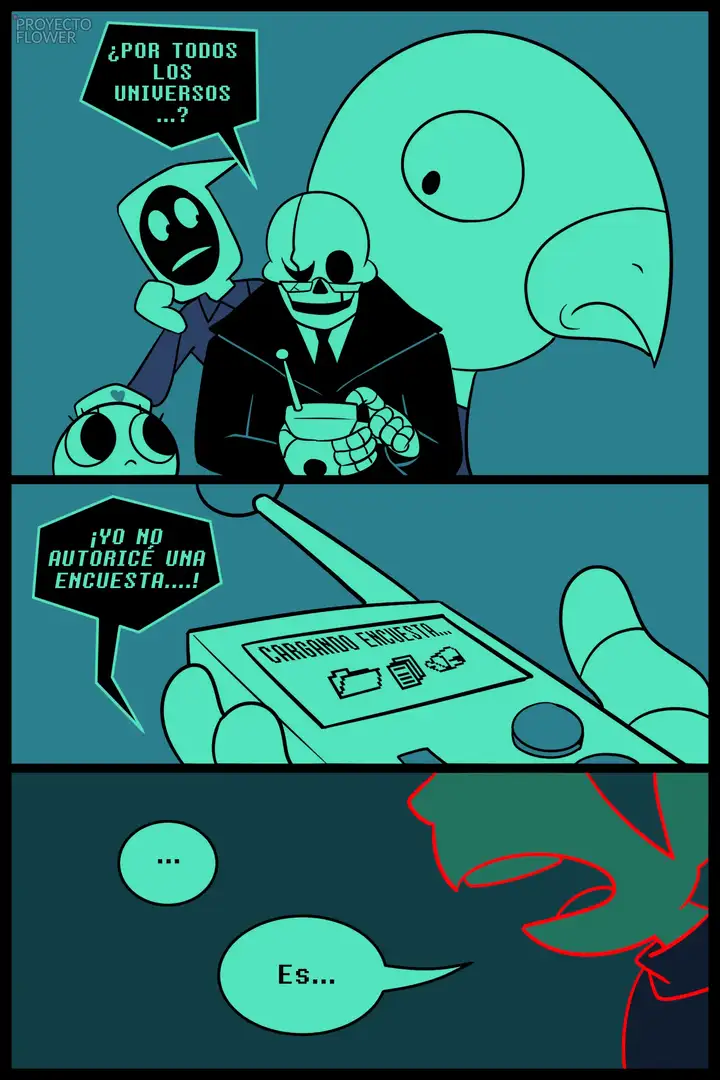 PROYECTO
FLOWER
¿POR TODOS
LOS
UNIVERSOS
...?
¡YO NO
AUTORICÉ UNA
ENCUESTA....!
CARGANDO ENCUESTA...
...
Es...